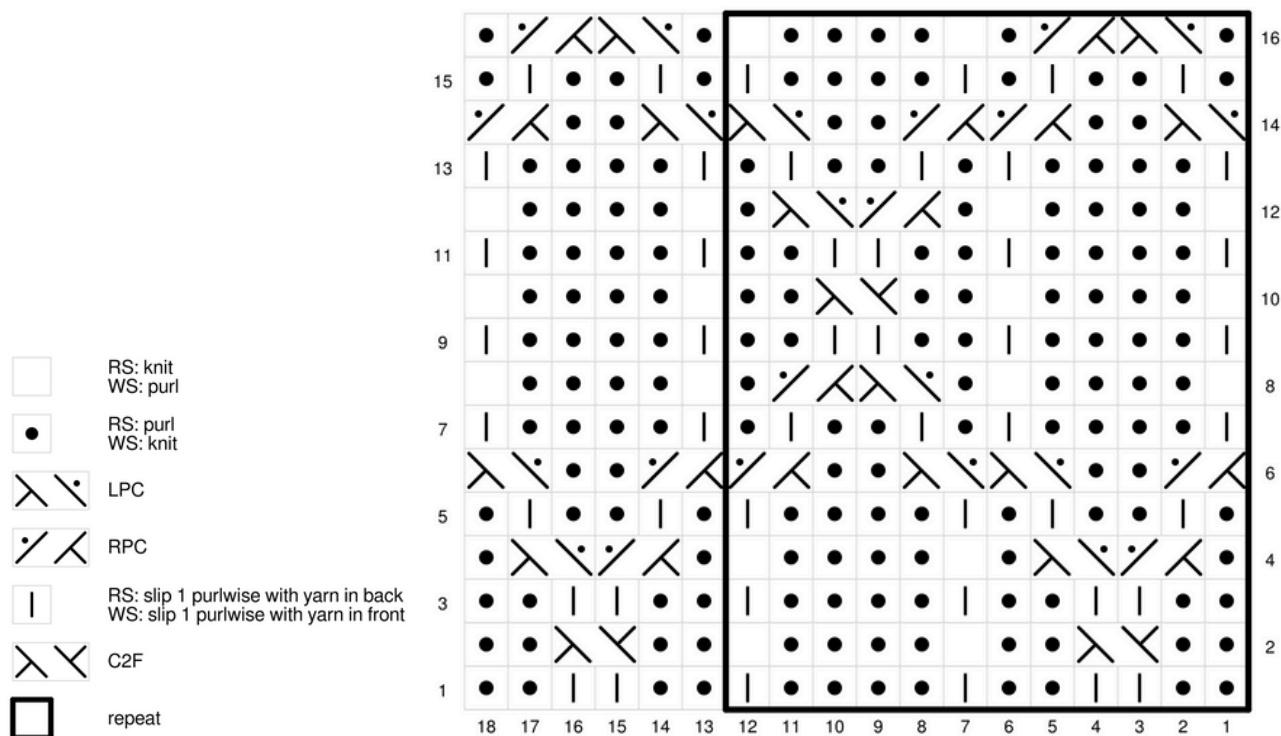 16
15
14
13
12
11
10
9
8
7
6
5
4
3
2
1
18 17 16 15 14 13 12 11 10 9 8 7 6 5 4 3 2 1
RS: knit
WS: purl
RS: purl
WS: knit
LPC
RPC
RS: slip 1 purlwise with yarn in back
WS: slip 1 purlwise with yarn in front
C2F
repeat